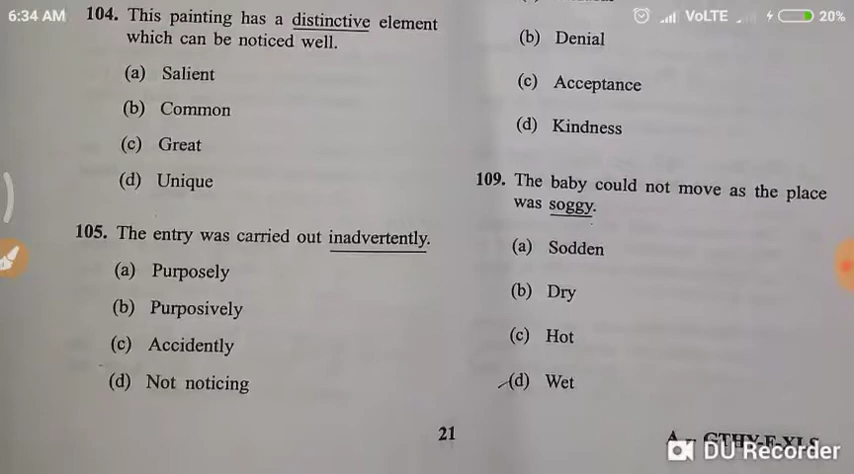 6:34 AM
VoLTE
20%
104. This painting has a distinctive element
which can be noticed well.
(a) Salient
(b) Common
(c) Great
(d) Unique
105. The entry was carried out inadvertently.
(a) Purposely
(b) Purposively
(c) Accidently
(d) Not noticing
(b) Denial
(c) Acceptance
(d) Kindness
109. The baby could not move as the place
was soggy.
(a) Sodden
(b) Dry
(c) Hot
(d) Wet
21
A – GTHY-F-XLS
DU Recorder